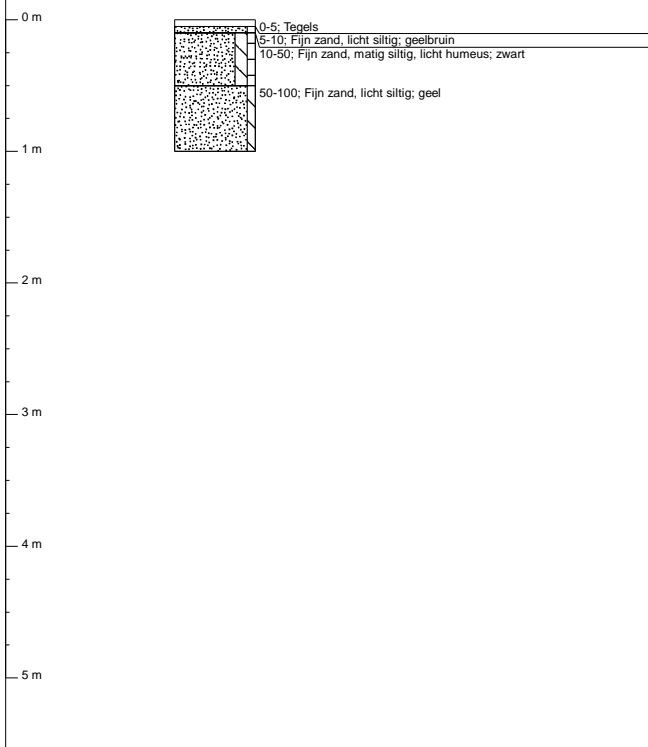 0 m
0-5; Tegels
5-10; Fijn zand, licht siltig; geelbruin
10-50; Fijn zand, matig siltig, licht humeus; zwart
50-100; Fijn zand, licht siltig; geel
1 m
2 m
3 m
4 m
5 m